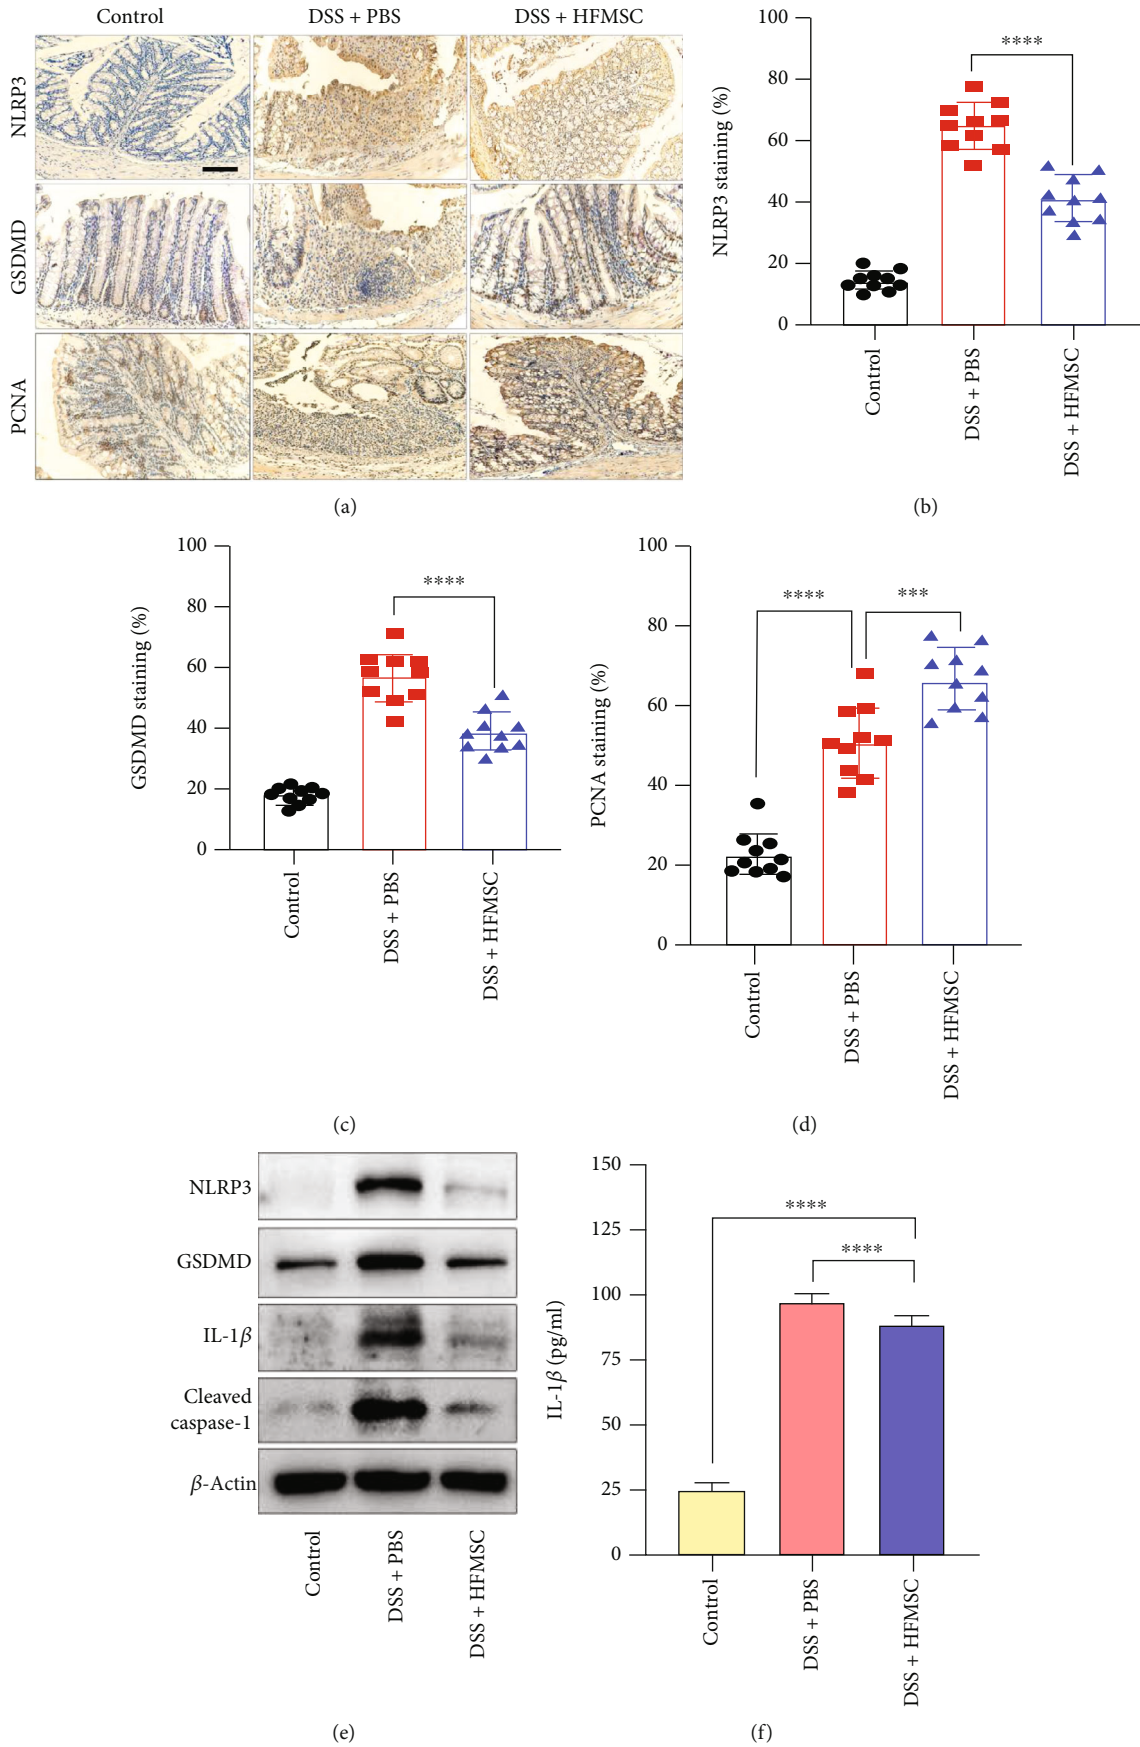 Control DSS + PBS DSS + HFMSC
NLRP3
GSDMD
PCNA
(a)
NLRP3 staining (%)
100
80
60
40
20
0
****
Control
DSS + PBS
DSS + HFMSC
(b)
GSDMD staining (%)
100
80
60
40
20
0
****
Control
DSS + PBS
DSS + HFMSC
(c)
PCNA staining (%)
100
80
60
40
20
0
****
***
Control
DSS + PBS
DSS + HFMSC
(d)
NLRP3
GSDMD
IL-1β
Cleaved
caspase-1
β-Actin
Control
DSS + PBS
DSS + HFMSC
(e)
IL-1β (pg/ml)
150
125
100
75
50
25
0
****
****
Control
DSS + PBS
DSS + HFMSC
(f)